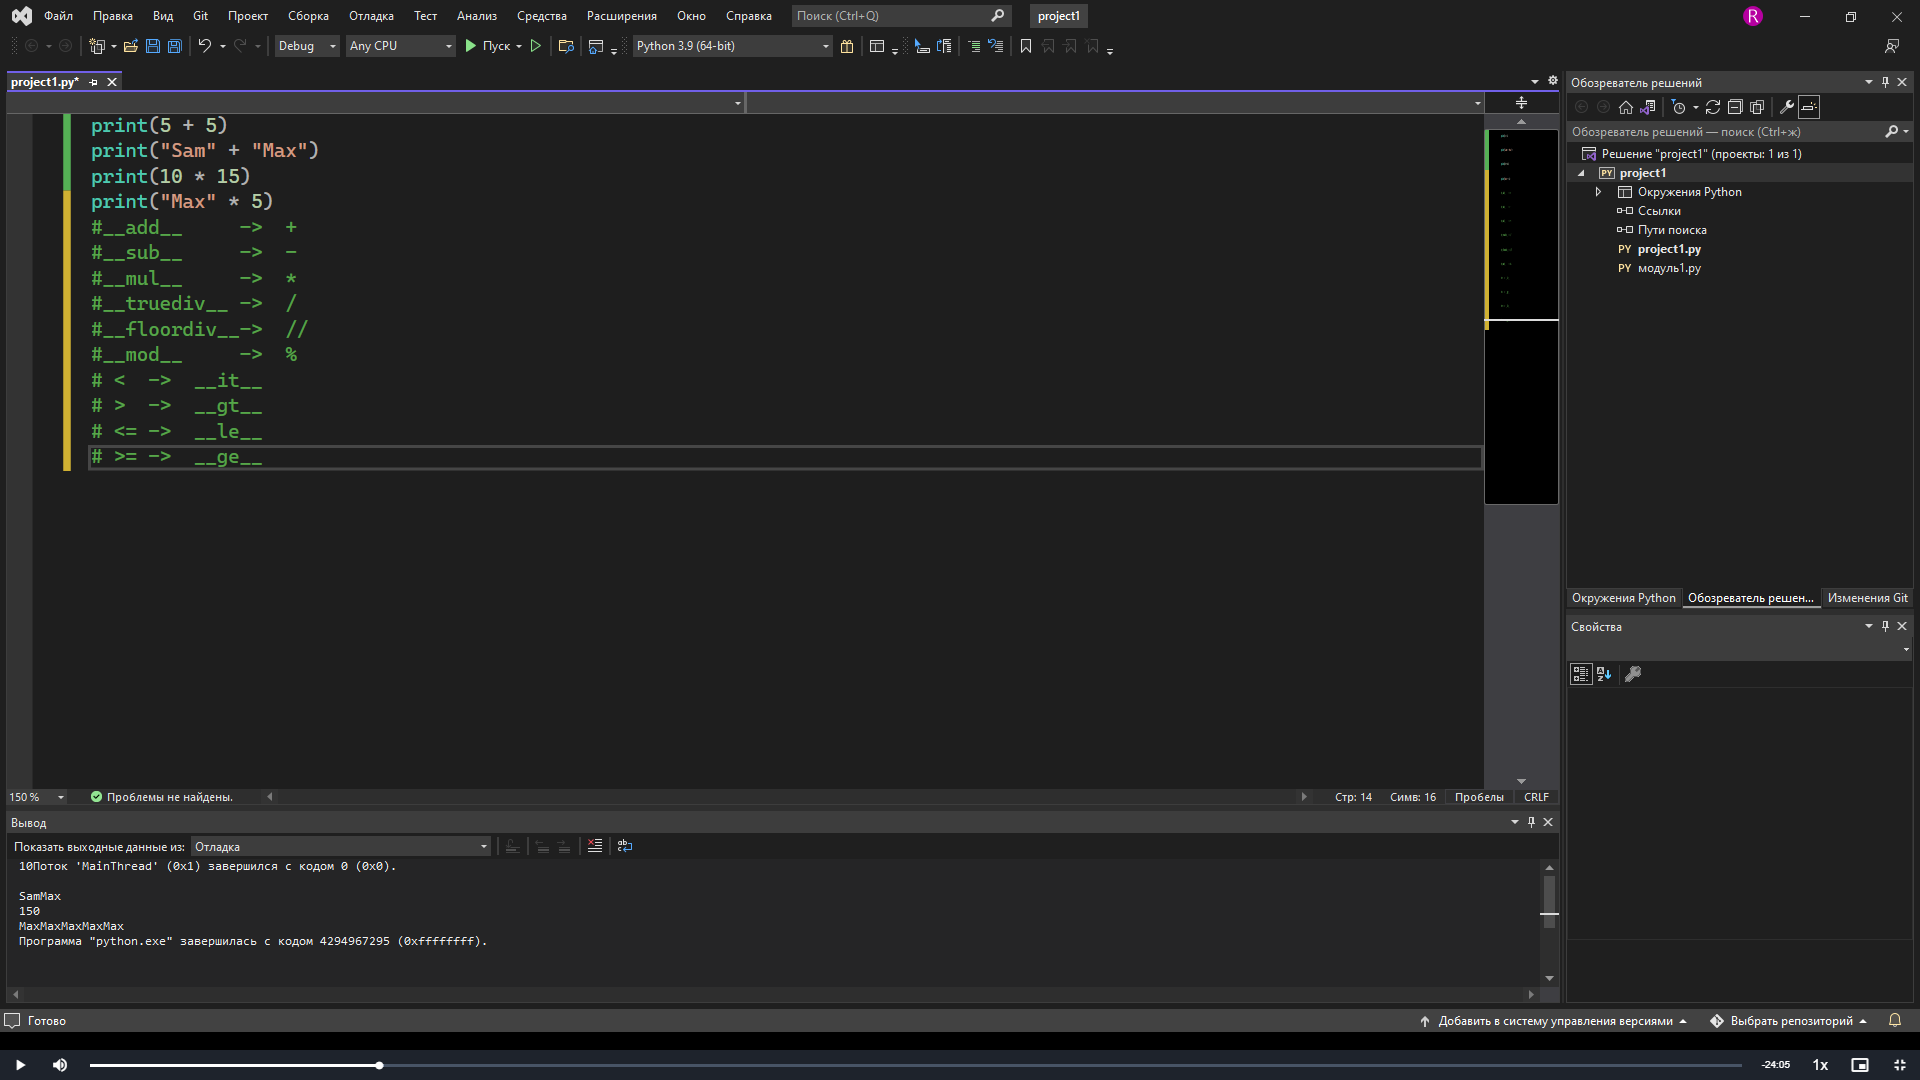 Файл Правка Вид Git Проект Сборка Отладка Тест Анализ Средства Расширения Окно Справка Поиск (Ctrl+Q) project1 R
Debug Any CPU Пуск Python 3.9 (64-bit)
project1.py*
print(5 + 5)
print("Sam" + "Max")
print(10 * 15)
print("Max" * 5)
#__add__ -> +
#__sub__ -> -
#__mul__ -> *
#__truediv__ -> /
#__floordiv__-> //
#__mod__ -> %
# < -> __it__
# > -> __gt__
# <= -> __le__
# >= -> __ge__
150 % Проблемы не найдены. Стр: 14 Симв: 16 Пробелы CRLF
Вывод
Показать выходные данные из: Отладка
10Поток 'MainThread' (0x1) завершился с кодом 0 (0x0).
SamMax
150
MaxMaxMaxMaxMax
Программа "python.exe" завершилась с кодом 4294967295 (0xffffffff).
Обозреватель решений
Обозреватель решений — поиск (Ctrl+ж)
Решение "project1" (проекты: 1 из 1)
PY project1
Окружения Python
Ссылки
Пути поиска
PY project1.py
PY модуль1.py
Окружения Python Обозреватель решен... Изменения Git
Свойства
Готово Добавить в систему управления версиями Выбрать репозиторий
-24:05 1x